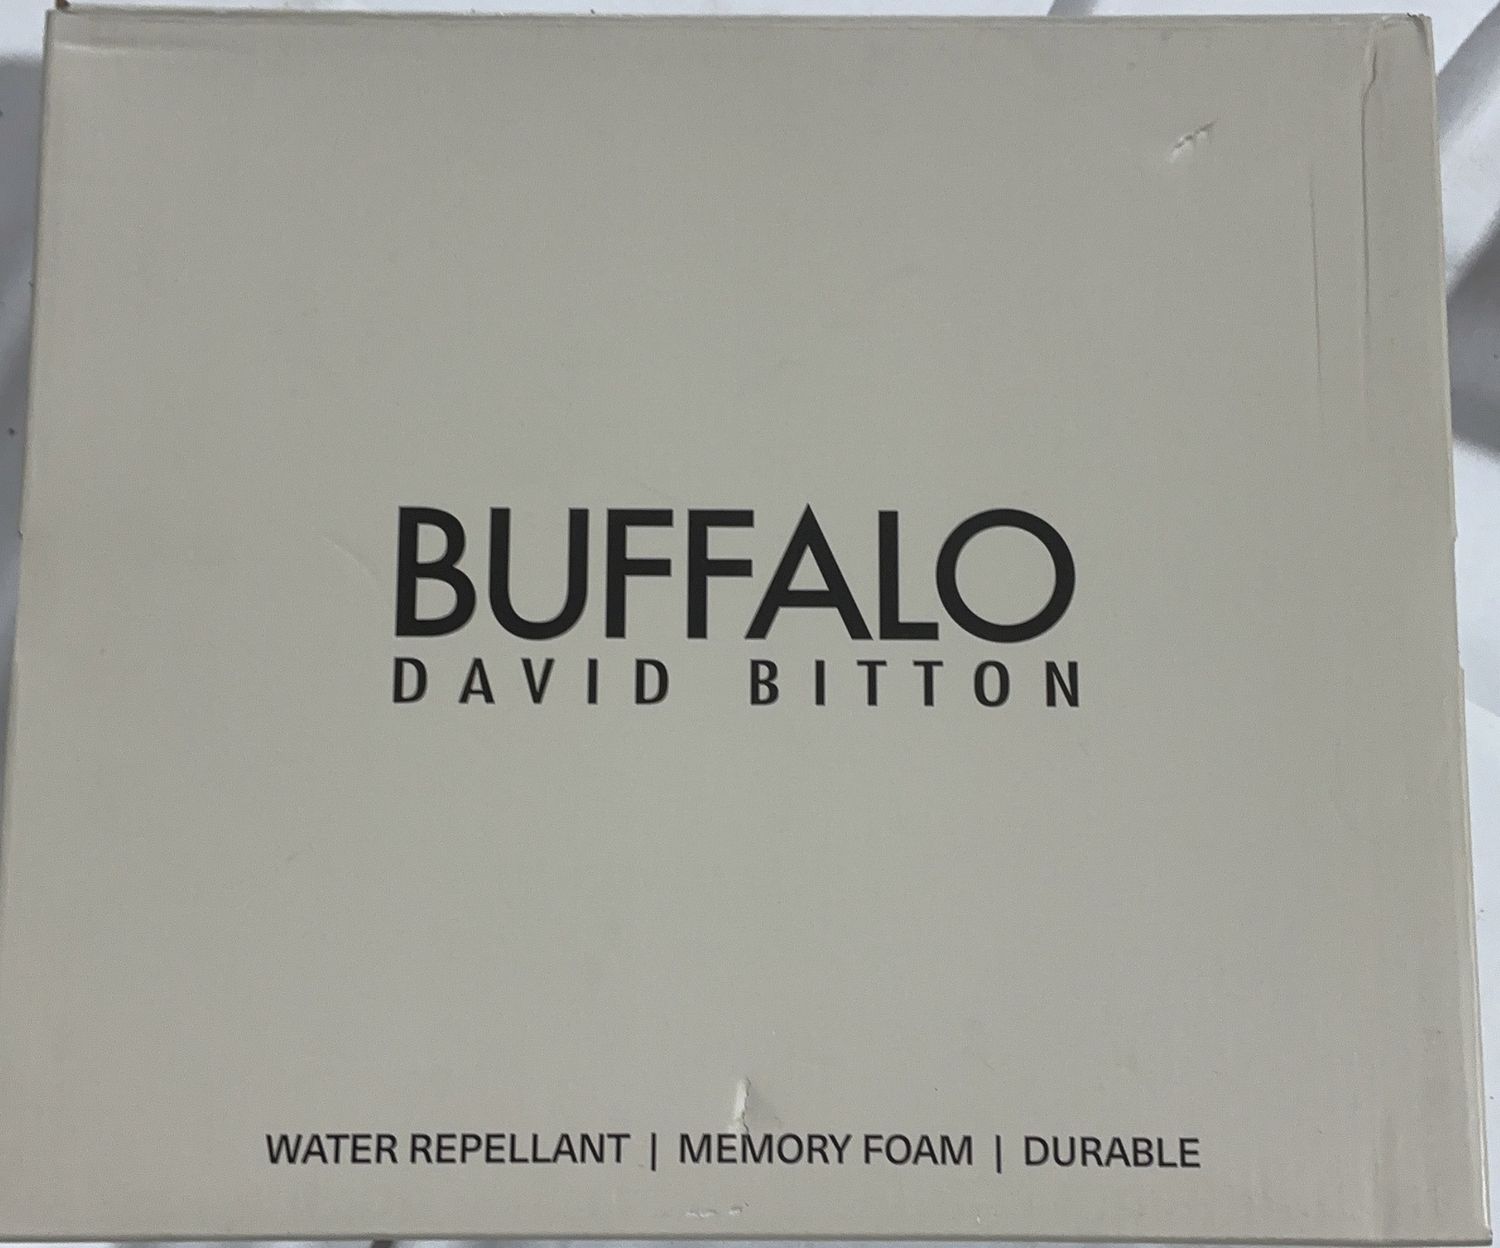 BUFFALO
DAVID BITTON
WATER REPELLANT | MEMORY FOAM | DURABLE